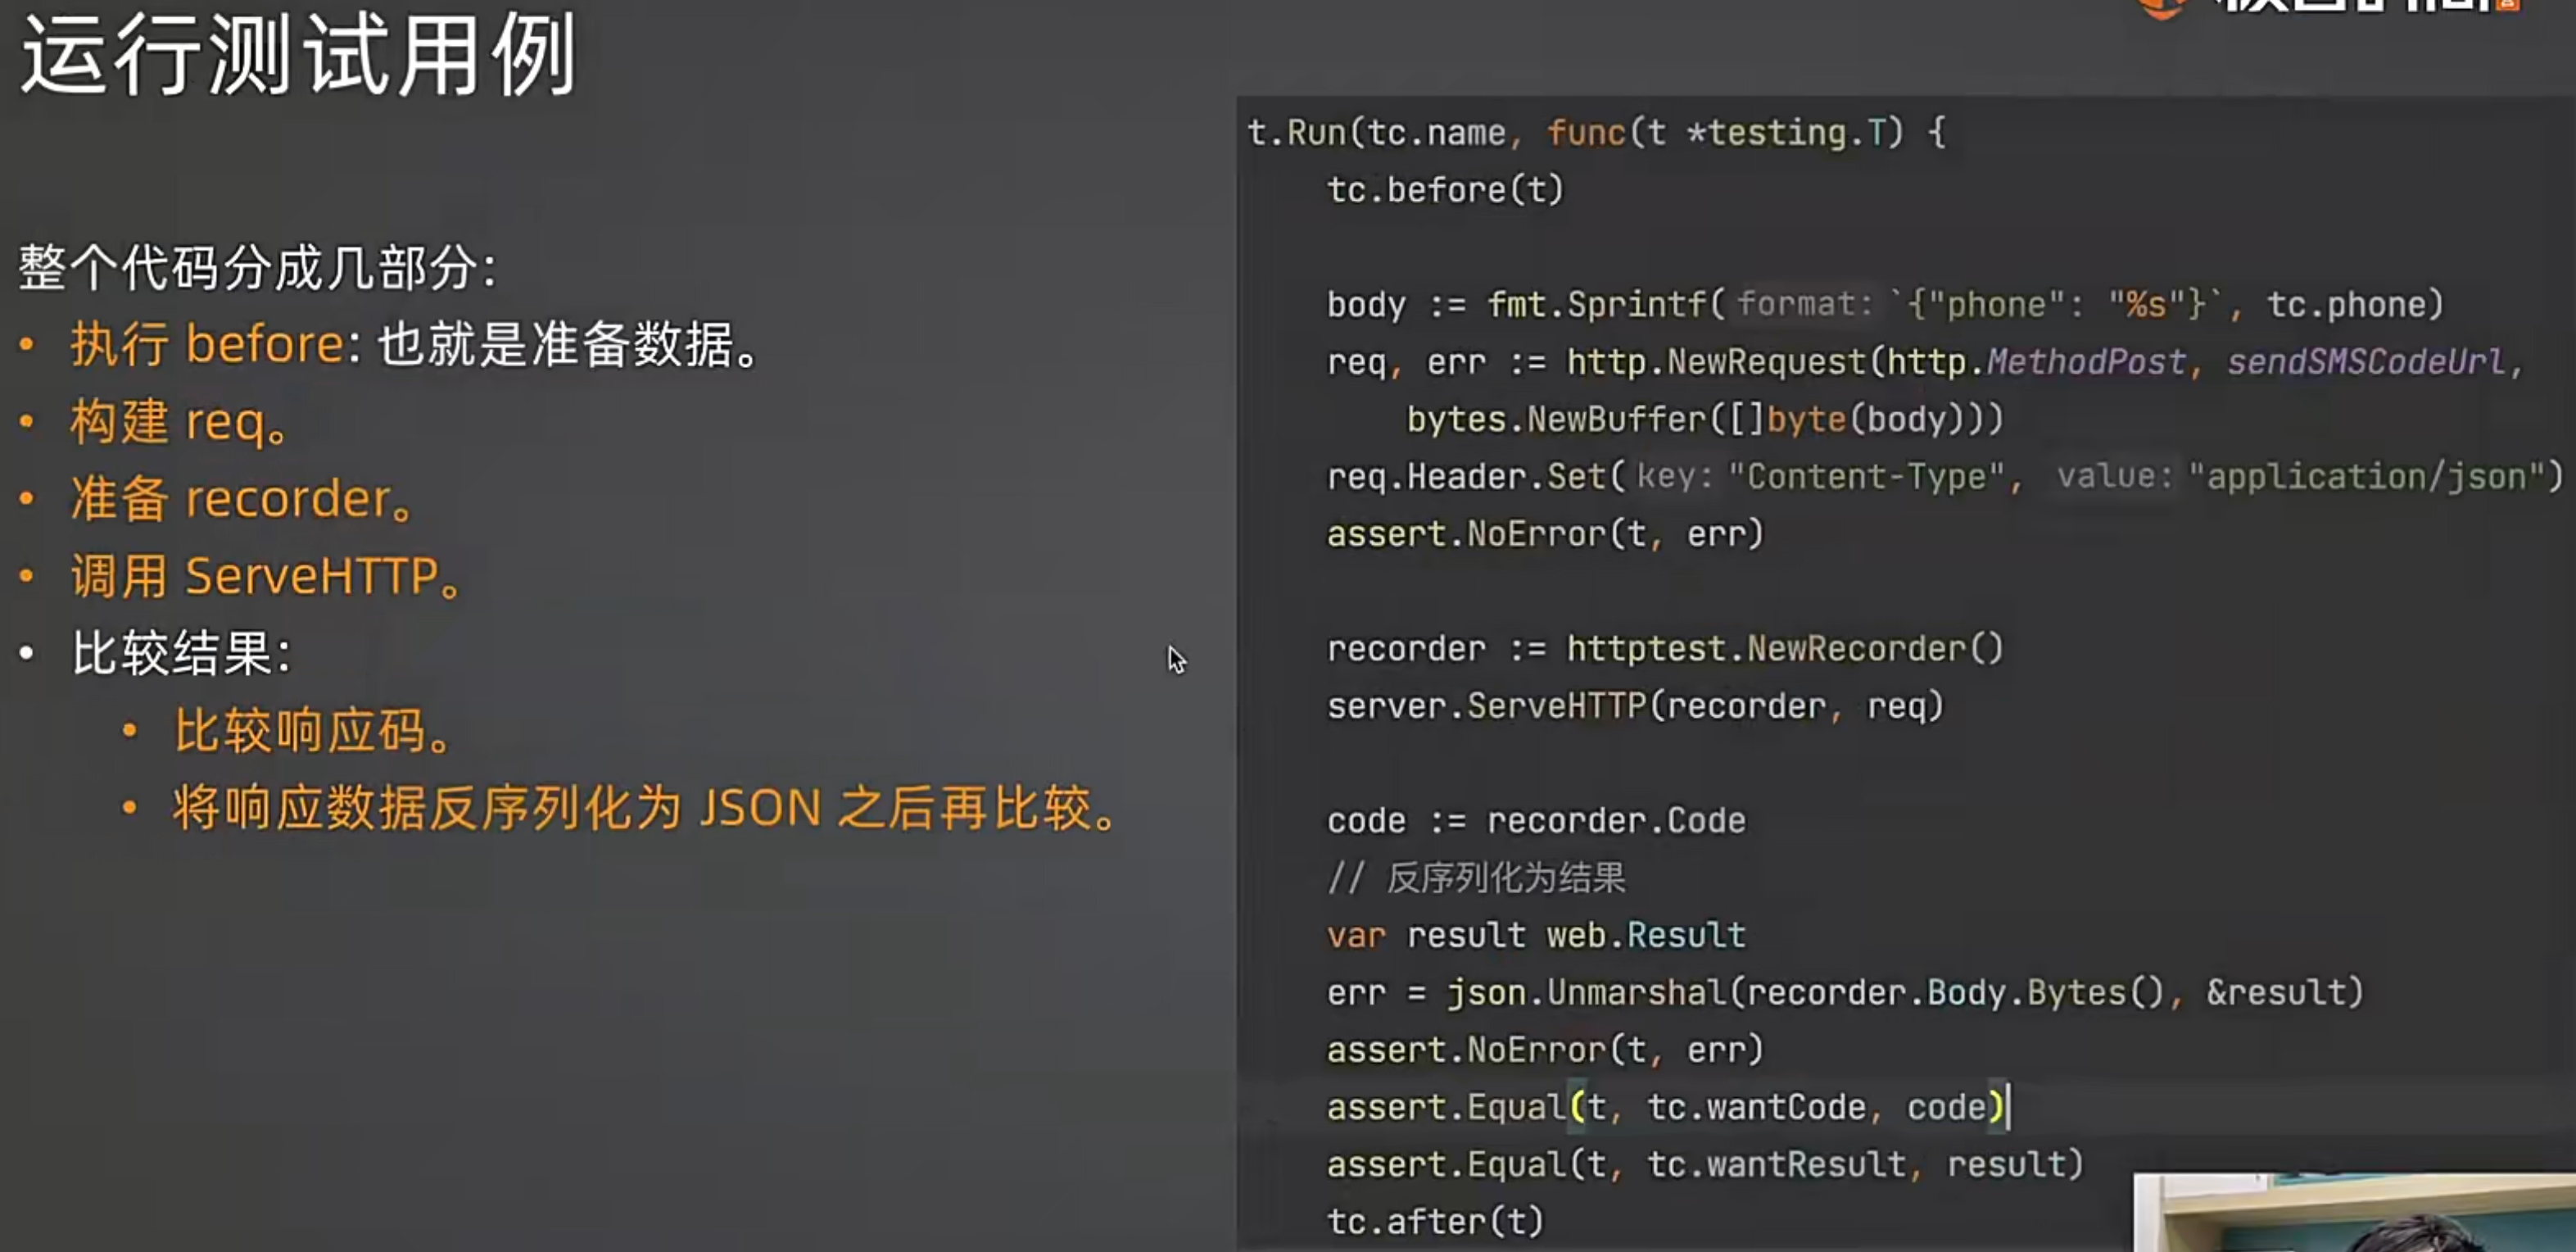 运行测试用例
整个代码分成几部分：
• 执行 before: 也就是准备数据。
• 构建 req。
• 准备 recorder。
• 调用 ServeHTTP。
• 比较结果：
• 比较响应码。
• 将响应数据反序列化为 JSON 之后再比较。
t.Run(tc.name, func(t *testing.T) {
tc.before(t)
body := fmt.Sprintf( format: `{"phone": "%s"}`, tc.phone)
req, err := http.NewRequest(http.MethodPost, sendSMSCodeUrl,
bytes.NewBuffer([]byte(body)))
req.Header.Set( key: "Content-Type", value: "application/json")
assert.NoError(t, err)
recorder := httptest.NewRecorder()
server.ServeHTTP(recorder, req)
code := recorder.Code
// 反序列化为结果
var result web.Result
err = json.Unmarshal(recorder.Body.Bytes(), &result)
assert.NoError(t, err)
assert.Equal(t, tc.wantCode, code)
assert.Equal(t, tc.wantResult, result)
tc.after(t)